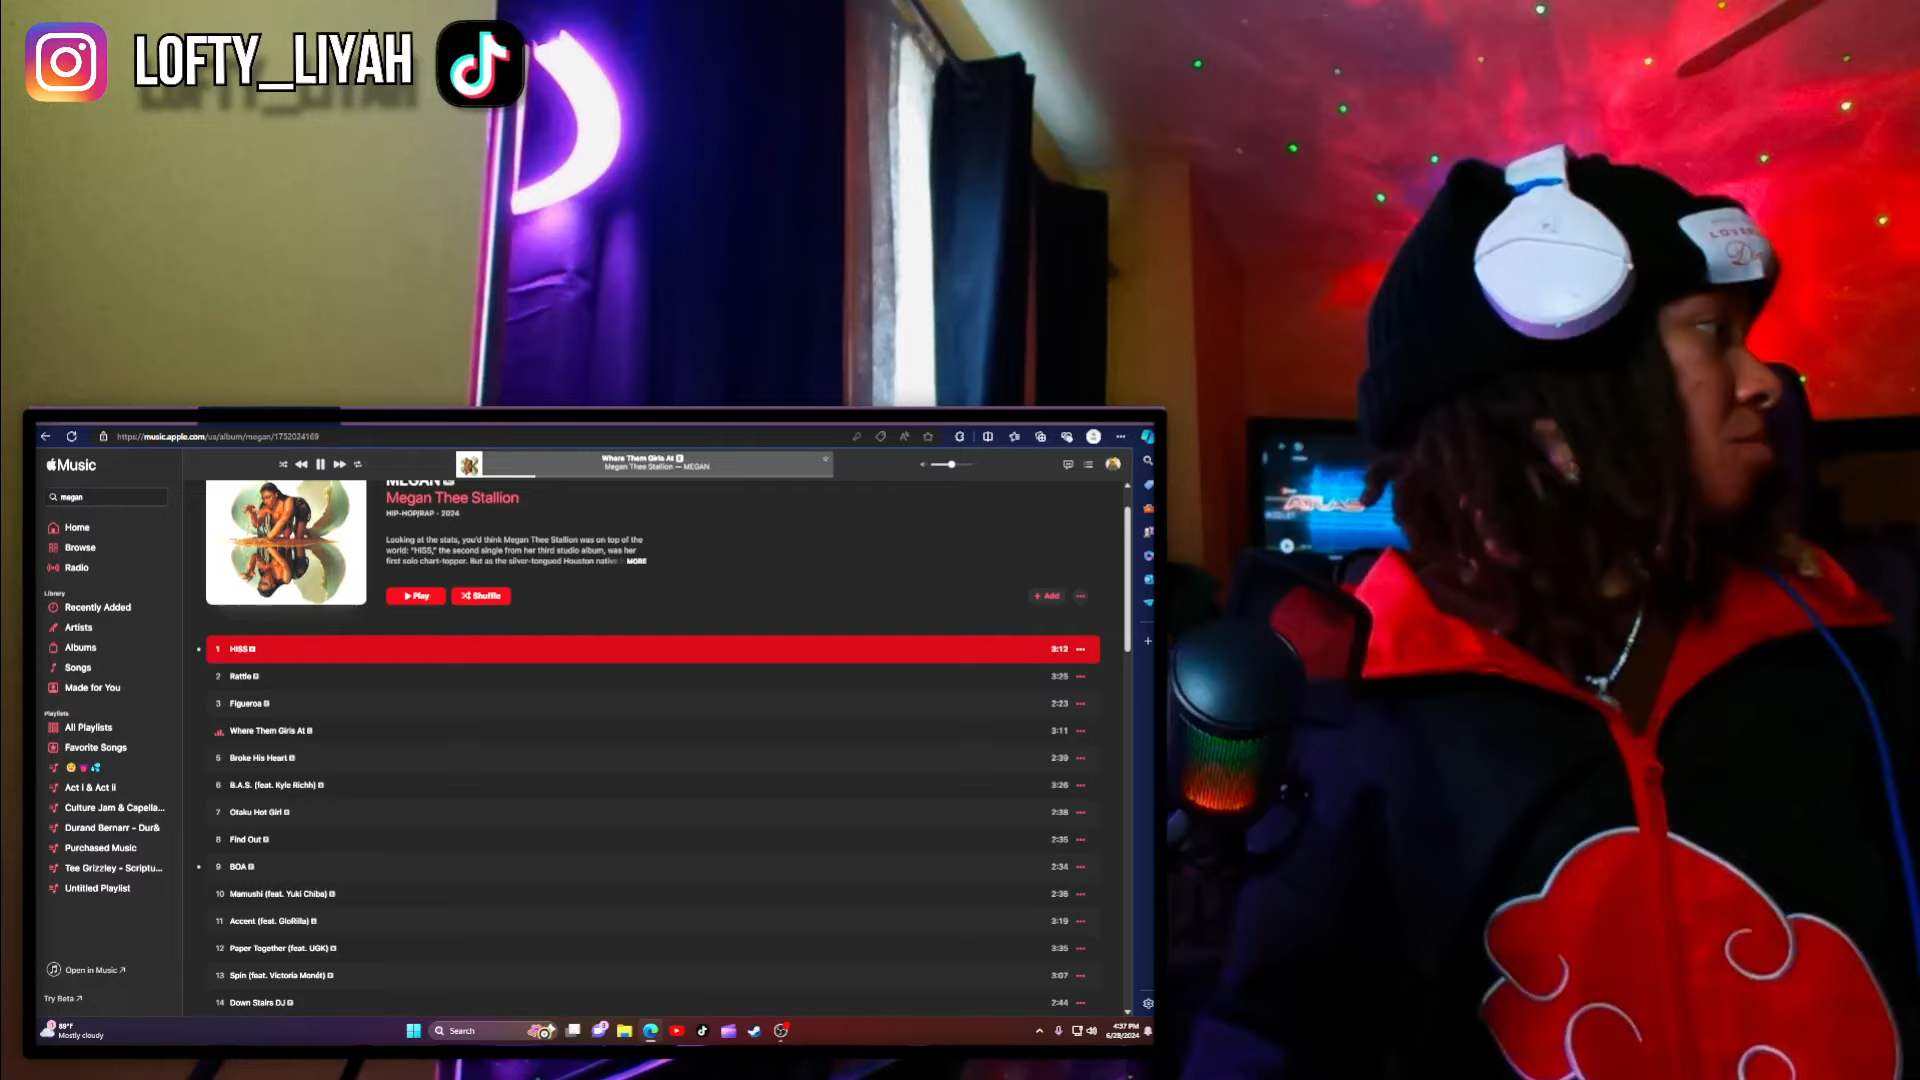 LOFTY_LIYAH
https://music.apple.com/us/album/megan/1752024169
Music
Where Them Girls At E
Megan Thee Stallion — MEGAN
megan
Home
Browse
Radio
Library
Recently Added
Artists
Albums
Songs
Made for You
Playlists
All Playlists
Favorite Songs
Act i & Act ii
Culture Jam & Capella...
Durand Bernarr - Dur&
Purchased Music
Tee Grizzley - Scriptu...
Untitled Playlist
Open in Music
Try Beta
MEGAN E
Megan Thee Stallion
HIP-HOP/RAP · 2024
Looking at the stats, you'd think Megan Thee Stallion was on top of the
world: "HISS," the second single from her third studio album, was her
first solo chart-topper. But as the silver-tongued Houston native MORE
Play
Shuffle
+ Add
1 HISS E 3:12
2 Rattle E 3:25
3 Figueroa E 2:23
Where Them Girls At E 3:11
5 Broke His Heart E 2:39
6 B.A.S. (feat. Kyle Richh) E 3:26
7 Otaku Hot Girl E 2:38
8 Find Out E 2:35
9 BOA E 2:34
10 Mamushi (feat. Yuki Chiba) E 2:36
11 Accent (feat. GloRilla) E 3:19
12 Paper Together (feat. UGK) E 3:35
13 Spin (feat. Victoria Monét) E 3:07
14 Down Stairs DJ E 2:44
89°F
Mostly cloudy
Search
4:37 PM
6/28/2024